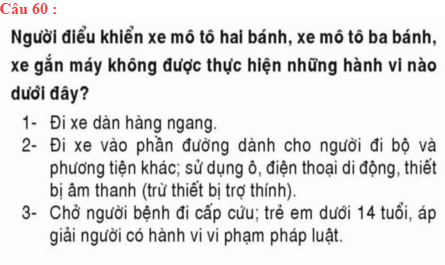 Câu 60 :
Người điều khiển xe mô tô hai bánh, xe mô tô ba bánh,
xe gắn máy không được thực hiện những hành vi nào
dưới đây?
1- Đi xe dàn hàng ngang.
2- Đi xe vào phần đường dành cho người đi bộ và
phương tiện khác; sử dụng ô, điện thoại di động, thiết
bị âm thanh (trừ thiết bị trợ thính).
3- Chở người bệnh đi cấp cứu; trẻ em dưới 14 tuổi, áp
giải người có hành vi vi phạm pháp luật.